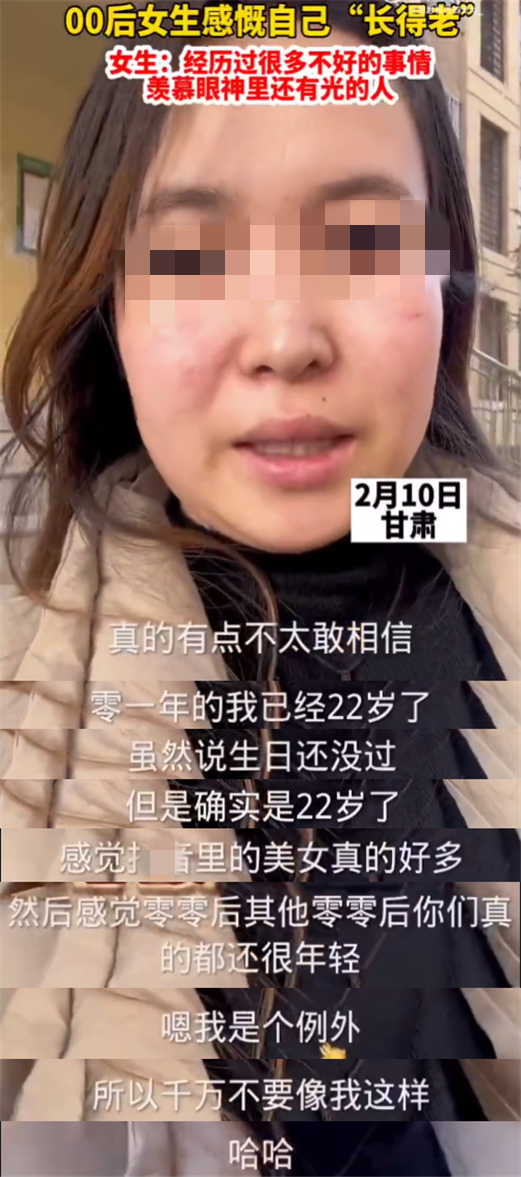 00后女生感慨自己“长得老”
女生：经历过很多不好的事情
羡慕眼神里还有光的人
2月10日
甘肃
真的有点不太敢相信
零一年的我已经22岁了
虽然说生日还没过
但是确实是22岁了
感觉抖音里的美女真的好多
然后感觉零零后其他零零后你们真
的都还很年轻
嗯我是个例外
所以千万不要像我这样
哈哈